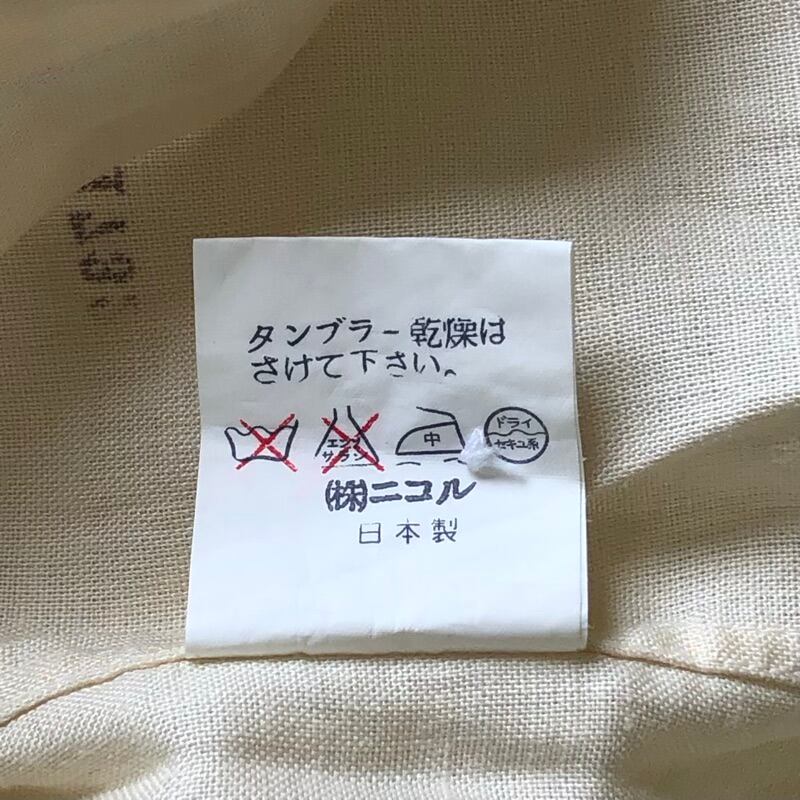 タンブラー乾燥は
さけて下さい。
エンソ
サラシ
中
ドライ
セキユ系
(株)ニコル
日本製